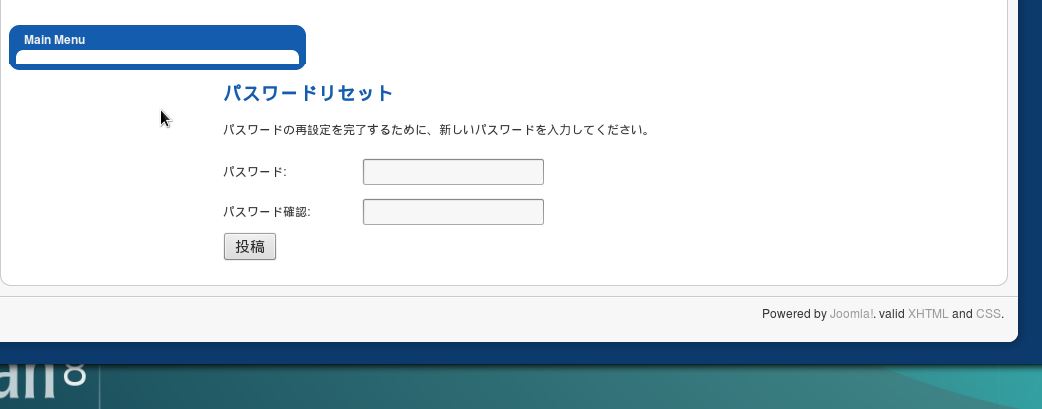 Main Menu
パスワードリセット
パスワードの再設定を完了するために、新しいパスワードを入力してください。
パスワード:
パスワード確認:
投稿
Powered by Joomla!. valid XHTML and CSS.
an 8